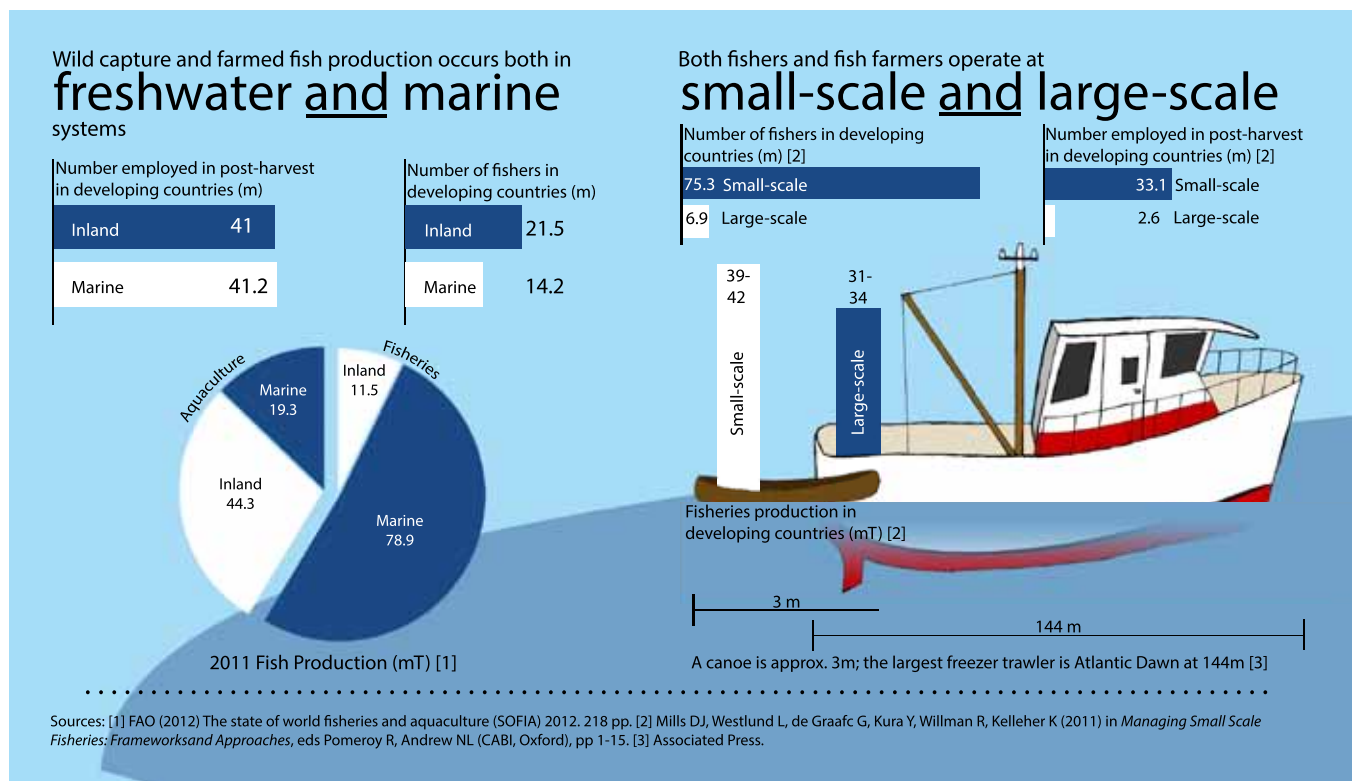 Wild capture and farmed fish production occurs both in
freshwater and marine
systems
Number employed in post-harvest
in developing countries (m)
Inland 41
Marine 41.2
Number of fishers in
developing countries (m)
Inland 21.5
Marine 14.2
Aquaculture
Fisheries
Marine
19.3
Inland
11.5
Inland
44.3
Marine
78.9
2011 Fish Production (mT) [1]
Both fishers and fish farmers operate at
small-scale and large-scale
Number of fishers in developing
countries (m) [2]
75.3 Small-scale
6.9 Large-scale
Number employed in post-harvest
in developing countries (m) [2]
33.1 Small-scale
2.6 Large-scale
39-
42
Small-scale
31-
34
Large-scale
Fisheries production in
developing countries (mT) [2]
3 m
144 m
A canoe is approx. 3m; the largest freezer trawler is Atlantic Dawn at 144m [3]
Sources: [1] FAO (2012) The state of world fisheries and aquaculture (SOFIA) 2012. 218 pp. [2] Mills DJ, Westlund L, de Graafc G, Kura Y, Willman R, Kelleher K (2011) in Managing Small Scale
Fisheries: Frameworksand Approaches, eds Pomeroy R, Andrew NL (CABI, Oxford), pp 1-15. [3] Associated Press.